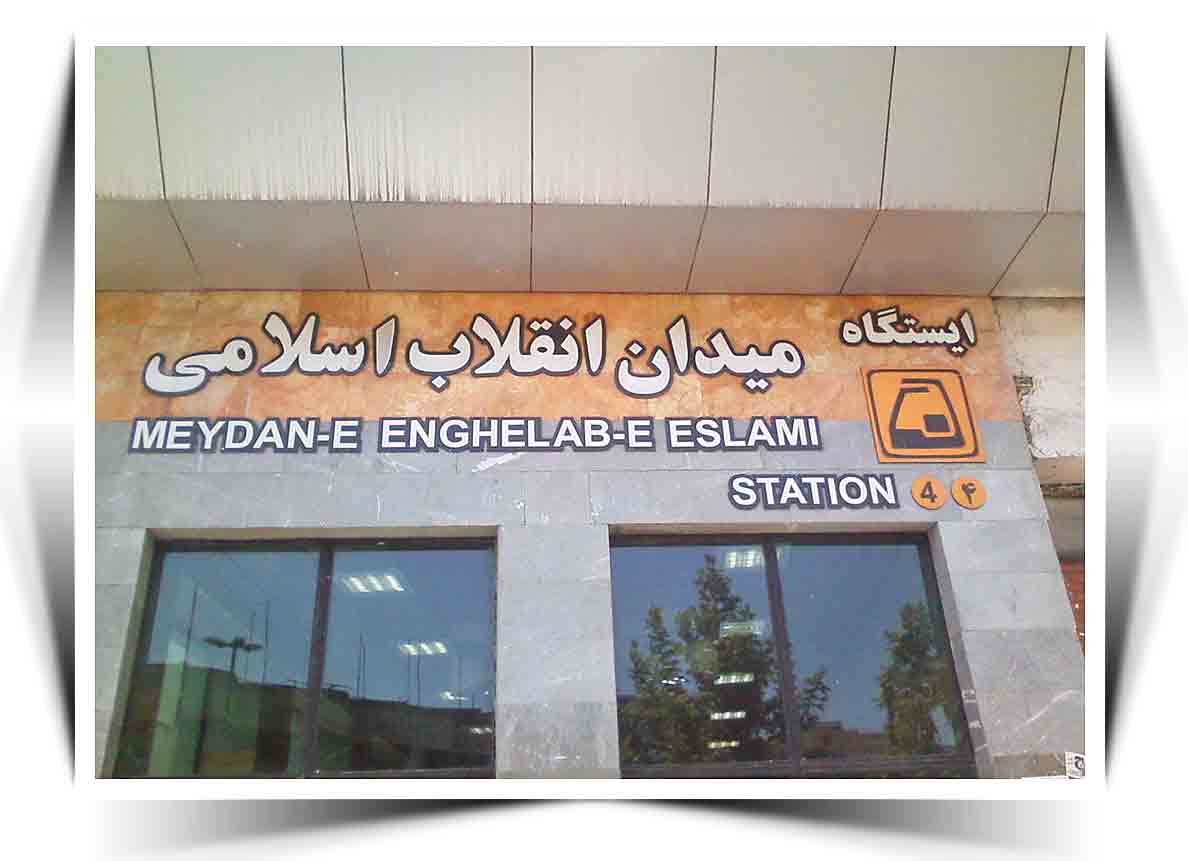 ایستگاه
میدان انقلاب اسلامی
MEYDAN-E ENGHELAB-E ESLAMI
STATION 4 ۴